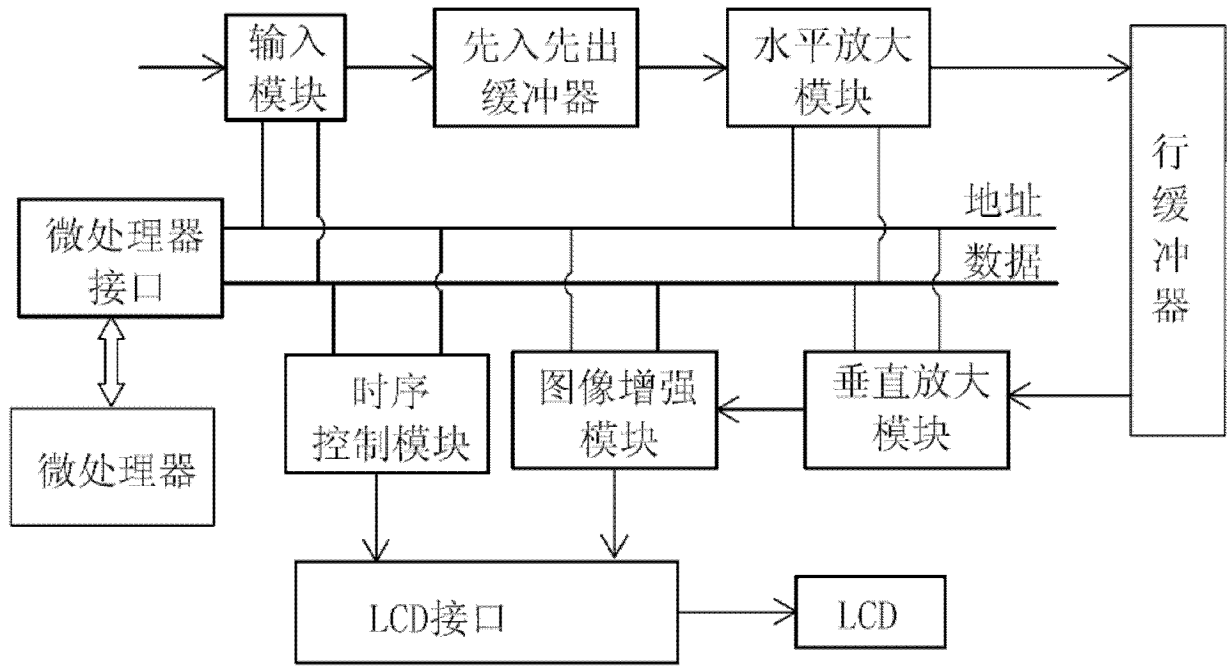 输入
模块
先入先出
缓冲器
水平放大
模块
行
缓
冲
器
地址
数据
微处理器
接口
时序
控制模块
图像增强
模块
垂直放大
模块
微处理器
LCD接口
LCD